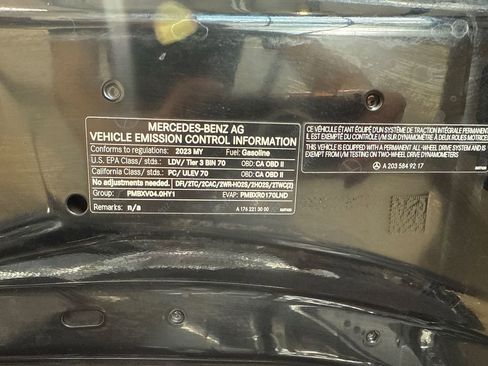 MERCEDES-BENZ AG
VEHICLE EMISSION CONTROL INFORMATION
Conforms to regulations: 2023 MY Fuel: Gasoline
U.S. EPA Class / stds.: LDV/ Tier 3 BIN 70 OBD: CA OBD II
California Class / stds.: PC/ ULEV 70 OBD: CA OBD II
No adjustments needed. DFI/2TC/2CAC/2WR-HO2S/2HO2S/2TWC(2)
Group: PMBXV04.0HY1 EVAP: PMBXR0170LND
Remarks: n/a A 176 221 30 00
CE VÉHICULE ÉTANT ÉQUIPÉ D'UN SYSTÈME DE TRACTION INTÉGRALE PERMANENT
IL EST EXEMPTÉ DU CONTRÔLE I/M SUR DYNAMOMÈTRE À DEUX ROUES MOTRICES
THIS VEHICLE IS EQUIPPED WITH A PERMANENT ALL-WHEEL DRIVE SYSTEM AND IS
EXEMPT FROM I/M TESTING ON TWO-WHEEL DRIVE DYNAMOMETERS
A 203 584 92 17